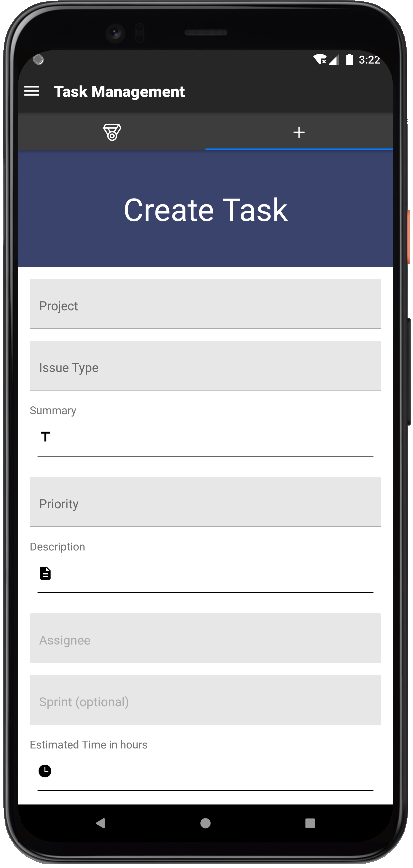 3:22
Task Management
Create Task
Project
Issue Type
Summary
Priority
Description
Assignee
Sprint (optional)
Estimated Time in hours